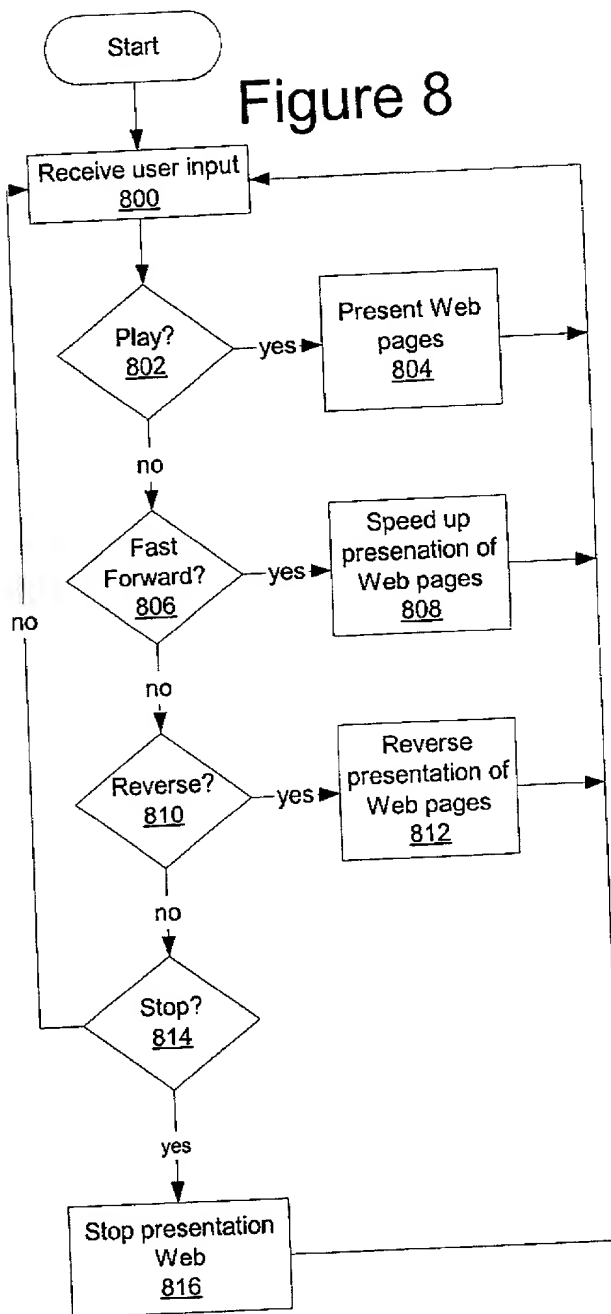 Start
Figure 8
Receive user input
800
Play?
802
yes
Present Web
pages
804
no
Fast
Forward?
806
yes
Speed up
presenation of
Web pages
808
no
no
Reverse?
810
yes
Reverse
presentation of
Web pages
812
no
Stop?
814
yes
Stop presentation
Web
816